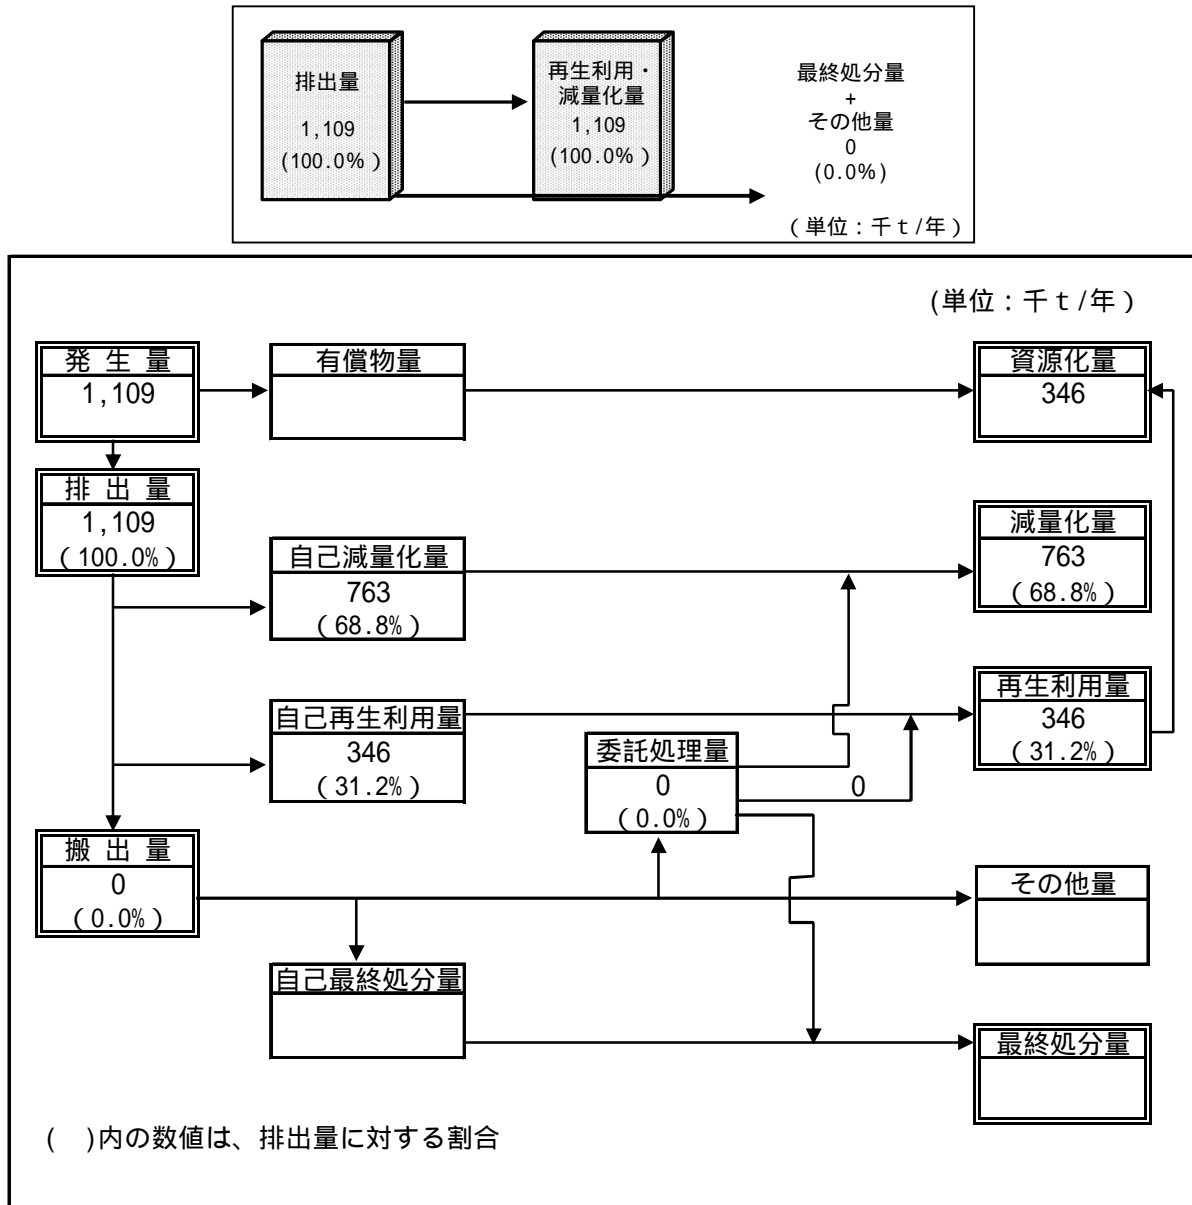 排出量
1,109
(100.0%)
再生利用・
減量化量
1,109
(100.0%)
最終処分量
+
その他量
0
(0.0%)
(単位：千ｔ/年)
(単位：千ｔ/年)
発 生 量
1,109
有償物量
資源化量
346
排 出 量
1,109
(100.0%)
自己減量化量
763
(68.8%)
減量化量
763
(68.8%)
自己再生利用量
346
(31.2%)
再生利用量
346
(31.2%)
委託処理量
0
(0.0%)
0
搬 出 量
0
(0.0%)
その他量
自己最終処分量
最終処分量
(　)内の数値は、排出量に対する割合